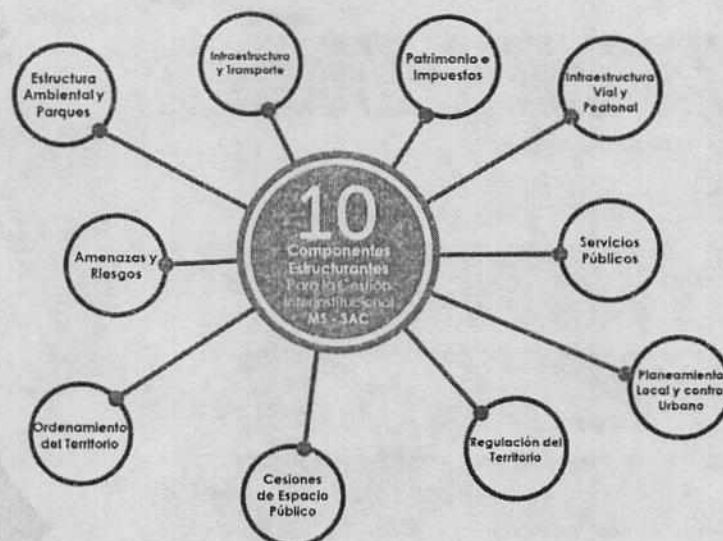 Estructura
Ambiental y
Parques
Infraestructura
y Transporte
Patrimonio e
Impuestos
Infraestructura
Vial y
Peatonal
10
Componentes
Estructurantes
Para la Gestión
Interinstitucional
MS - SAC
Amenazas y
Riesgos
Servicios
Públicos
Ordenamiento
del Territorio
Cesiones
de Espacio
Público
Regulación del
Territorio
Planeamiento
Local y control
Urbano